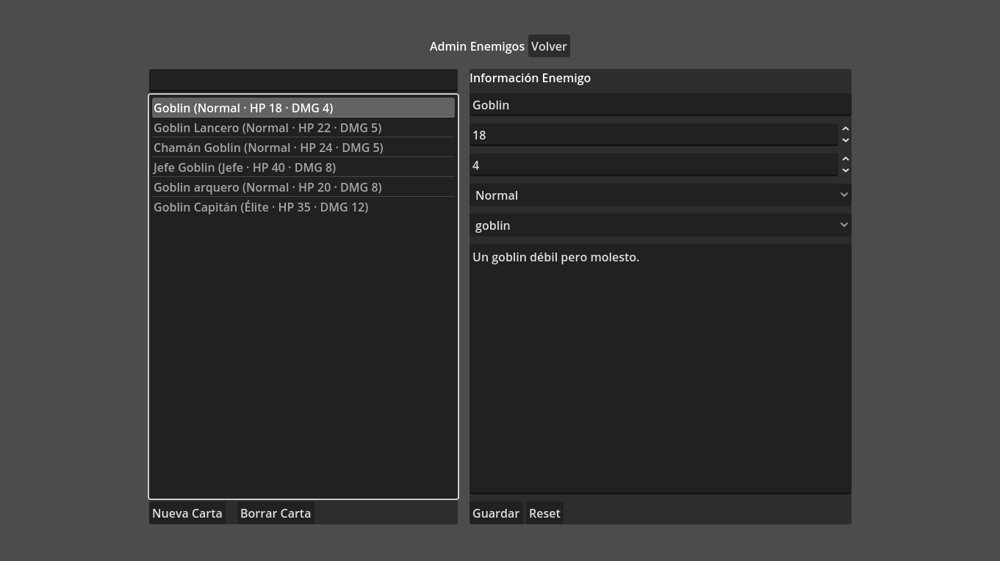 Admin Enemigos Volver
Goblin (Normal · HP 18 · DMG 4)
Goblin Lancero (Normal · HP 22 · DMG 5)
Chamán Goblin (Normal · HP 24 · DMG 5)
Jefe Goblin (Jefe · HP 40 · DMG 8)
Goblin arquero (Normal · HP 20 · DMG 8)
Goblin Capitán (Élite · HP 35 · DMG 12)
Nueva Carta Borrar Carta
Información Enemigo
Goblin
18
4
Normal
goblin
Un goblin débil pero molesto.
Guardar Reset